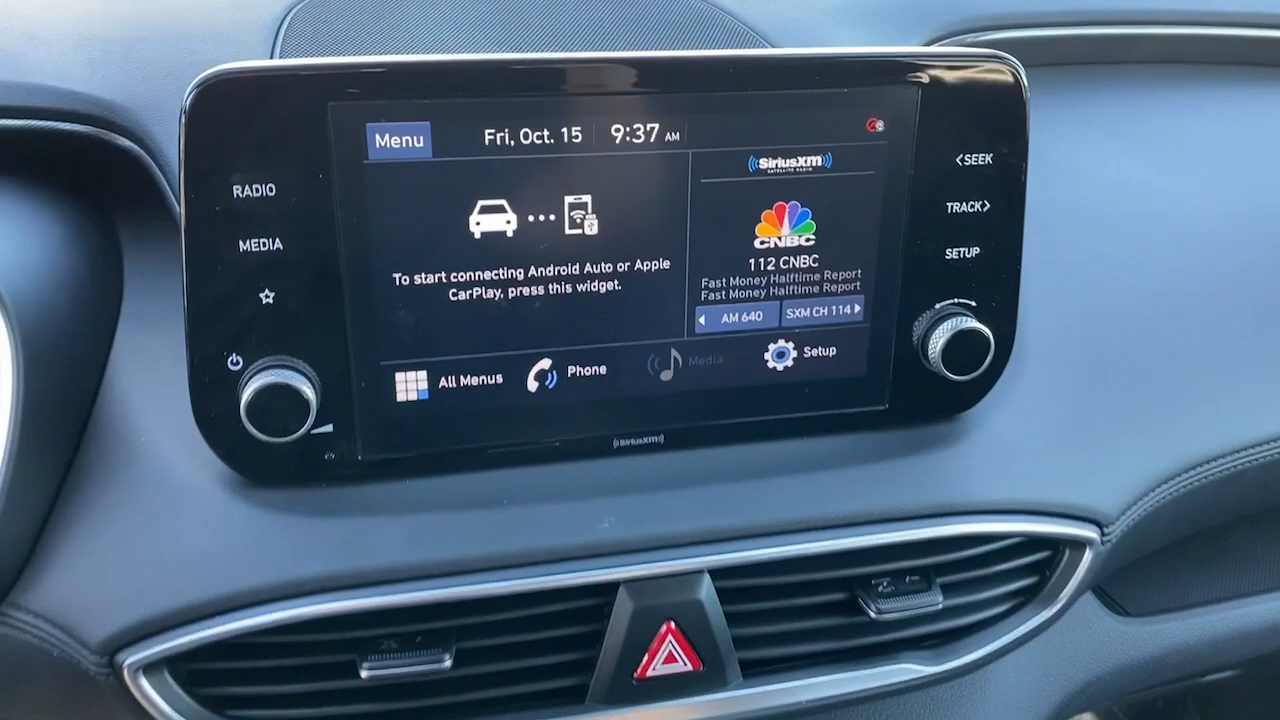 Menu
Fri, Oct. 15
9:37 AM
RADIO
MEDIA
To start connecting Android Auto or Apple
CarPlay, press this widget.
SiriusXM
SATELLITE RADIO
CNBC
112 CNBC
Fast Money Halftime Report
Fast Money Halftime Report
AM 640
SXM CH 114
All Menus
Phone
Media
Setup
SiriusXM
<SEEK
TRACK>
SETUP